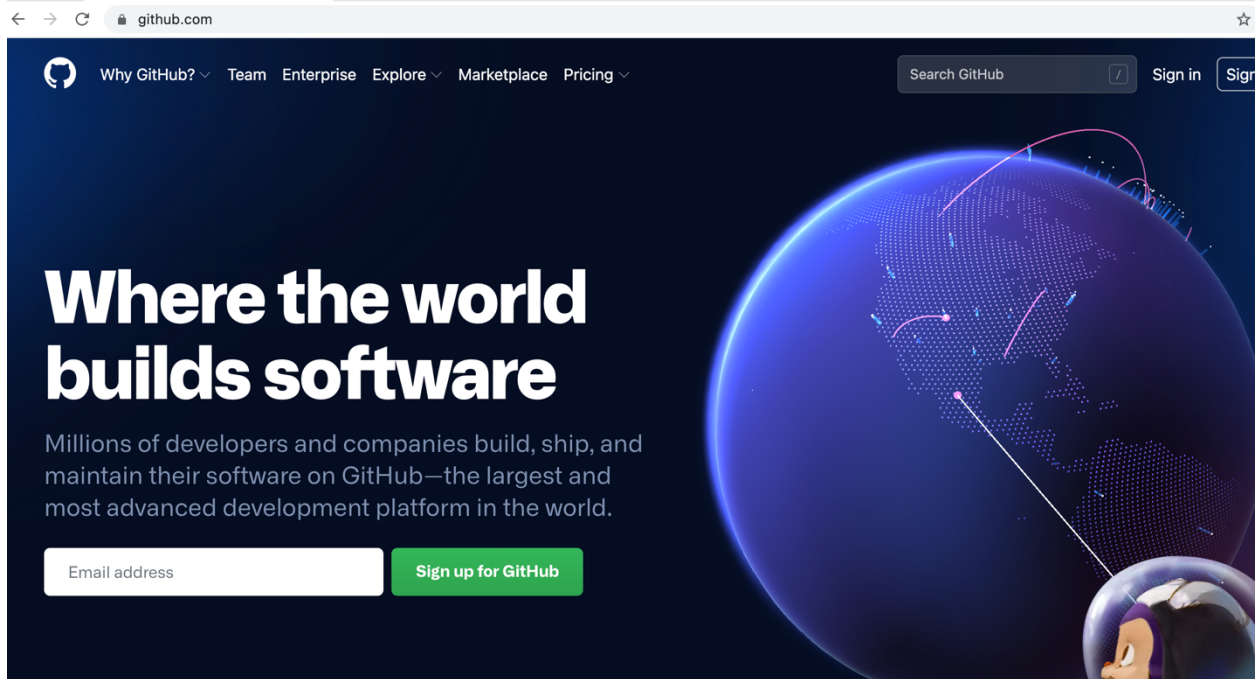 github.com
Why GitHub? Team Enterprise Explore Marketplace Pricing Search GitHub / Sign in Sign
Where the world
builds software
Millions of developers and companies build, ship, and
maintain their software on GitHub—the largest and
most advanced development platform in the world.
Email address Sign up for GitHub